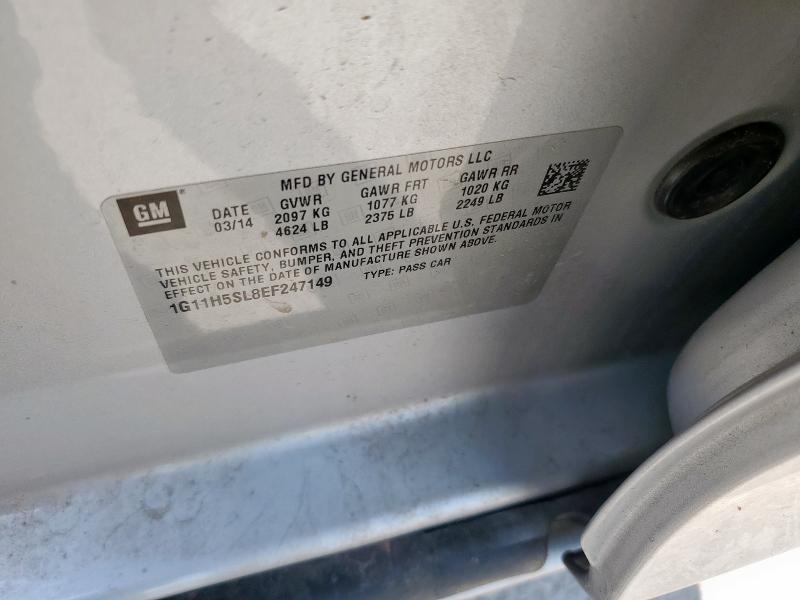 GM ®
MFD BY GENERAL MOTORS LLC
DATE GVWR GAWR FRT GAWR RR
03/14 2097 KG 1077 KG 1020 KG
4624 LB 2375 LB 2249 LB
THIS VEHICLE CONFORMS TO ALL APPLICABLE U.S. FEDERAL MOTOR
VEHICLE SAFETY, BUMPER, AND THEFT PREVENTION STANDARDS IN
EFFECT ON THE DATE OF MANUFACTURE SHOWN ABOVE.
1G11H5SL8EF247149 TYPE: PASS CAR